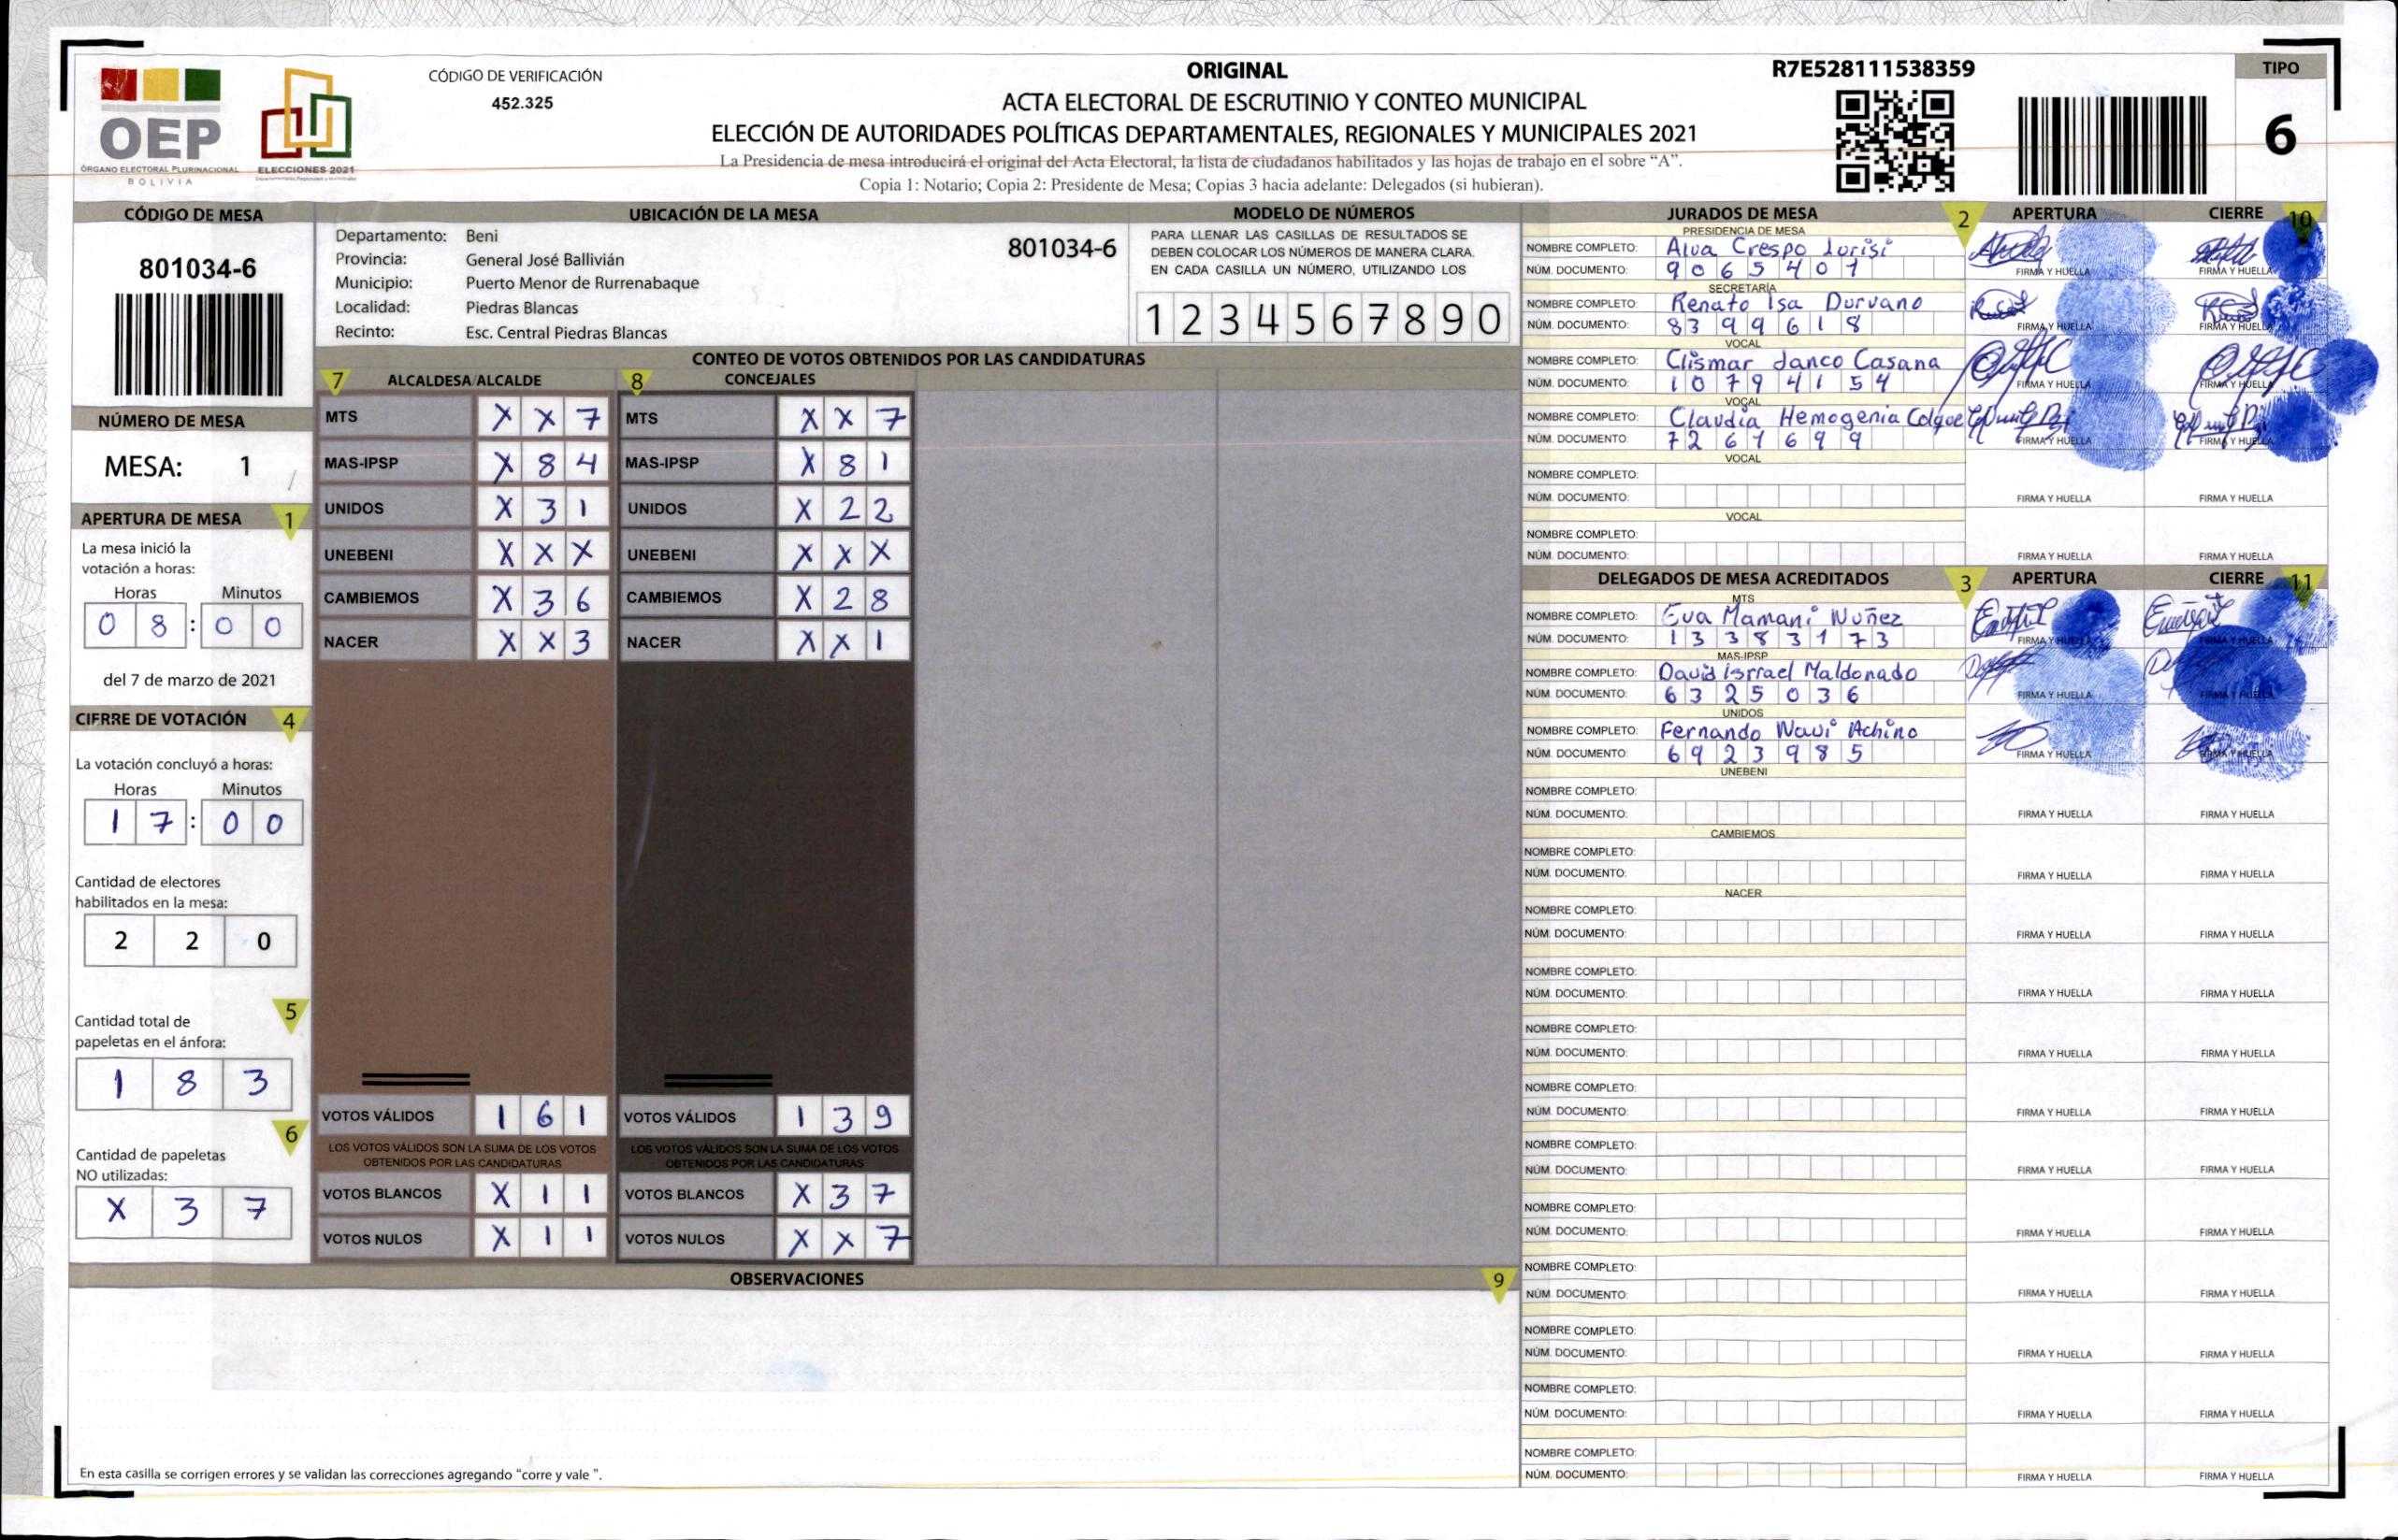 OEP
ÓRGANO ELECTORAL PLURINACIONAL
BOLIVIA
ELECCIONES 2021
CÓDIGO DE VERIFICACIÓN
452.325
ORIGINAL
ACTA ELECTORAL DE ESCRUTINIO Y CONTEO MUNICIPAL
ELECCIÓN DE AUTORIDADES POLÍTICAS DEPARTAMENTALES, REGIONALES Y MUNICIPALES 2021
La Presidencia de mesa introducirá el original del Acta Electoral, la lista de ciudadanos habilitados y las hojas de trabajo en el sobre “A”.
Copia 1: Notario; Copia 2: Presidente de Mesa; Copias 3 hacia adelante: Delegados (si hubieran).
R7E528111538359
TIPO
6
CÓDIGO DE MESA
801034-6
NÚMERO DE MESA
MESA: 1
APERTURA DE MESA 1
La mesa inició la
votación a horas:
Horas Minutos
0 8 : 0 0
del 7 de marzo de 2021
CIERRE DE VOTACIÓN 4
La votación concluyó a horas:
Horas Minutos
1 7 : 0 0
Cantidad de electores
habilitados en la mesa:
2 2 0
5
Cantidad total de
papeletas en el ánfora:
1 8 3
6
Cantidad de papeletas
NO utilizadas:
X 3 7
UBICACIÓN DE LA MESA
Departamento: Beni
801034-6
Provincia: General José Ballivián
Municipio: Puerto Menor de Rurrenabaque
Localidad: Piedras Blancas
Recinto: Esc. Central Piedras Blancas
MODELO DE NÚMEROS
PARA LLENAR LAS CASILLAS DE RESULTADOS SE
DEBEN COLOCAR LOS NÚMEROS DE MANERA CLARA.
EN CADA CASILLA UN NÚMERO, UTILIZANDO LOS
1 2 3 4 5 6 7 8 9 0
CONTEO DE VOTOS OBTENIDOS POR LAS CANDIDATURAS
7 ALCALDESA/ALCALDE 8 CONCEJALES
MTS X X 7 MTS X X 7
MAS-IPSP X 8 4 MAS-IPSP X 8 1
UNIDOS X 3 1 UNIDOS X 2 2
UNEBENI X X X UNEBENI X X X
CAMBIEMOS X 3 6 CAMBIEMOS X 2 8
NACER X X 3 NACER X X 1
VOTOS VÁLIDOS 1 6 1 VOTOS VÁLIDOS 1 3 9
LOS VOTOS VÁLIDOS SON LA SUMA DE LOS VOTOS LOS VOTOS VÁLIDOS SON LA SUMA DE LOS VOTOS
OBTENIDOS POR LAS CANDIDATURAS OBTENIDOS POR LAS CANDIDATURAS
VOTOS BLANCOS X 1 1 VOTOS BLANCOS X 3 7
VOTOS NULOS X 1 1 VOTOS NULOS X X 7
OBSERVACIONES 9
En esta casilla se corrigen errores y se validan las correcciones agregando “corre y vale ”.
JURADOS DE MESA 2 APERTURA CIERRE 10
PRESIDENCIA DE MESA
NOMBRE COMPLETO: Alva Crespo Iurisi
NÚM. DOCUMENTO: 9 0 6 5 4 0 1 FIRMA Y HUELLA FIRMA Y HUELLA
SECRETARÍA
NOMBRE COMPLETO: Renato Isa Durvano
NÚM. DOCUMENTO: 8 3 9 9 6 1 8 FIRMA Y HUELLA FIRMA Y HUELLA
VOCAL
NOMBRE COMPLETO: Clismar Janco Casana
NÚM. DOCUMENTO: 1 0 7 9 4 1 5 4 FIRMA Y HUELLA FIRMA Y HUELLA
VOCAL
NOMBRE COMPLETO: Claudia Hemogenia Colque
NÚM. DOCUMENTO: 7 2 6 1 6 9 9 FIRMA Y HUELLA FIRMA Y HUELLA
VOCAL
NOMBRE COMPLETO:
NÚM. DOCUMENTO: FIRMA Y HUELLA FIRMA Y HUELLA
VOCAL
NOMBRE COMPLETO:
NÚM. DOCUMENTO: FIRMA Y HUELLA FIRMA Y HUELLA
DELEGADOS DE MESA ACREDITADOS 3 APERTURA CIERRE 11
MTS
NOMBRE COMPLETO: Eva Mamani Nuñez
NÚM. DOCUMENTO: 1 3 3 8 3 1 7 3 FIRMA Y HUELLA FIRMA Y HUELLA
MAS-IPSP
NOMBRE COMPLETO: David Isrrael Maldonado
NÚM. DOCUMENTO: 6 3 2 5 0 3 6 FIRMA Y HUELLA FIRMA Y HUELLA
UNIDOS
NOMBRE COMPLETO: Fernando Navi Achino
NÚM. DOCUMENTO: 6 9 2 3 9 8 5 FIRMA Y HUELLA FIRMA Y HUELLA
UNEBENI
NOMBRE COMPLETO:
NÚM. DOCUMENTO: FIRMA Y HUELLA FIRMA Y HUELLA
CAMBIEMOS
NOMBRE COMPLETO:
NÚM. DOCUMENTO: FIRMA Y HUELLA FIRMA Y HUELLA
NACER
NOMBRE COMPLETO:
NÚM. DOCUMENTO: FIRMA Y HUELLA FIRMA Y HUELLA
NOMBRE COMPLETO:
NÚM. DOCUMENTO: FIRMA Y HUELLA FIRMA Y HUELLA
NOMBRE COMPLETO:
NÚM. DOCUMENTO: FIRMA Y HUELLA FIRMA Y HUELLA
NOMBRE COMPLETO:
NÚM. DOCUMENTO: FIRMA Y HUELLA FIRMA Y HUELLA
NOMBRE COMPLETO:
NÚM. DOCUMENTO: FIRMA Y HUELLA FIRMA Y HUELLA
NOMBRE COMPLETO:
NÚM. DOCUMENTO: FIRMA Y HUELLA FIRMA Y HUELLA
NOMBRE COMPLETO:
NÚM. DOCUMENTO: FIRMA Y HUELLA FIRMA Y HUELLA
NOMBRE COMPLETO:
NÚM. DOCUMENTO: FIRMA Y HUELLA FIRMA Y HUELLA
NOMBRE COMPLETO:
NÚM. DOCUMENTO: FIRMA Y HUELLA FIRMA Y HUELLA
NOMBRE COMPLETO:
NÚM. DOCUMENTO: FIRMA Y HUELLA FIRMA Y HUELLA